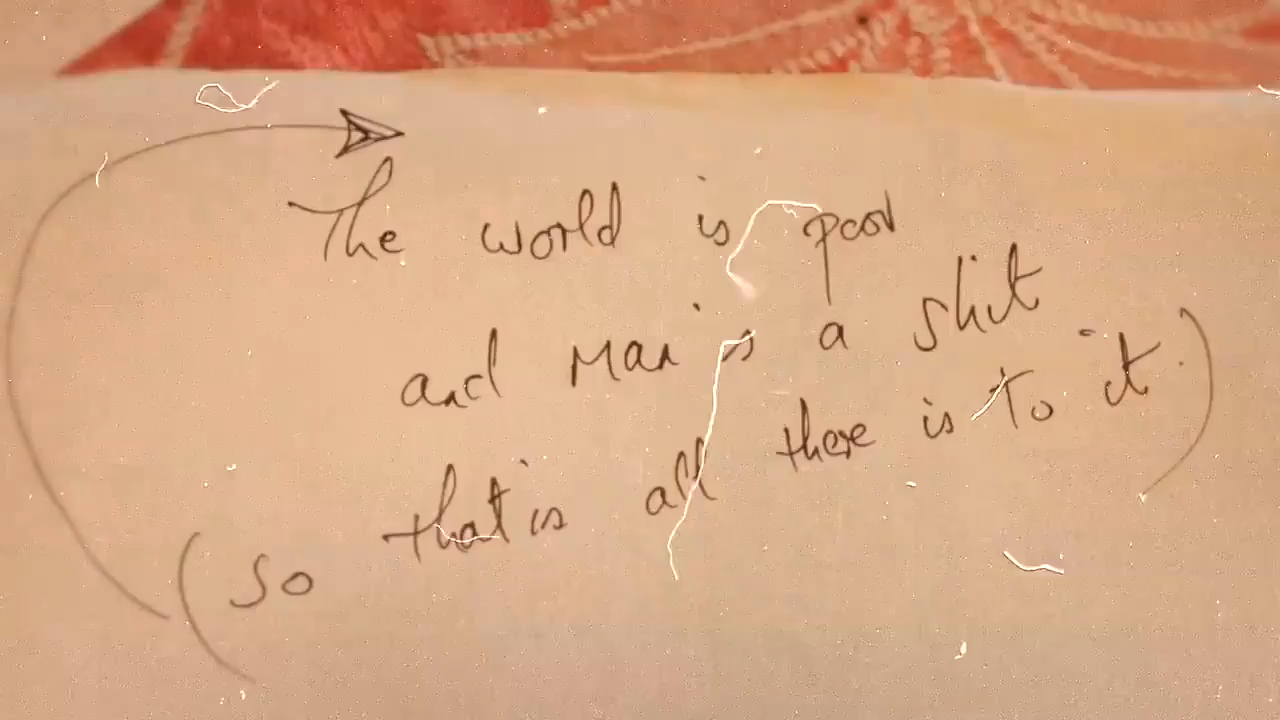 The world is poor
and Man is a shit
(so that is all there is to it.)